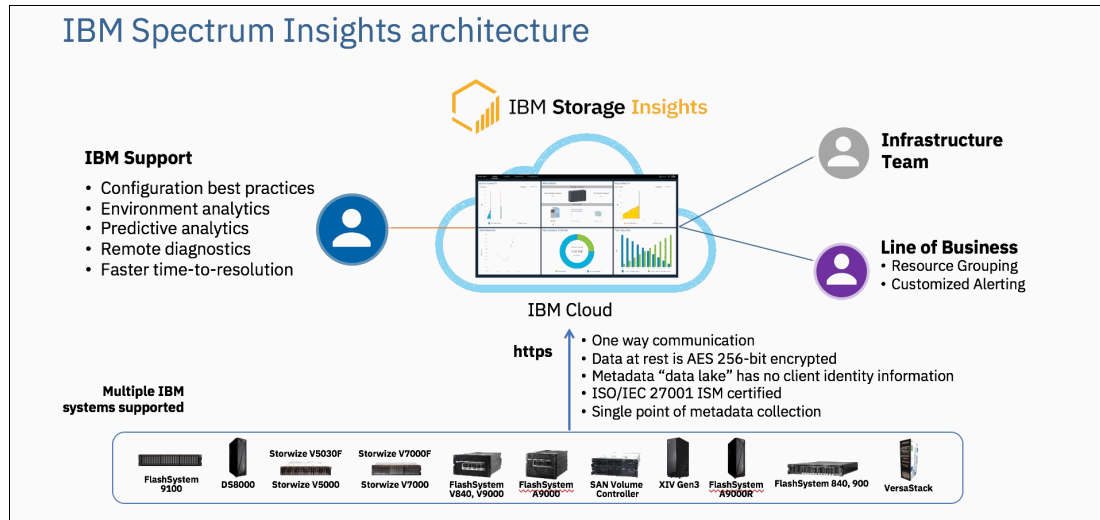 IBM Spectrum Insights architecture
IBM Storage Insights
IBM Support
• Configuration best practices
• Environment analytics
• Predictive analytics
• Remote diagnostics
• Faster time-to-resolution
Infrastructure
Team
Line of Business
• Resource Grouping
• Customized Alerting
IBM Cloud
https
• One way communication
• Data at rest is AES 256-bit encrypted
• Metadata “data lake” has no client identity information
• ISO/IEC 27001 ISM certified
• Single point of metadata collection
Multiple IBM
systems supported
FlashSystem
9100
DS8000
Storwize V5030F
Storwize V5000
Storwize V7000F
Storwize V7000
FlashSystem
V840, V9000
FlashSystem
A9000
SAN Volume
Controller
XIV Gen3
FlashSystem
A9000R
FlashSystem 840, 900
VersaStack